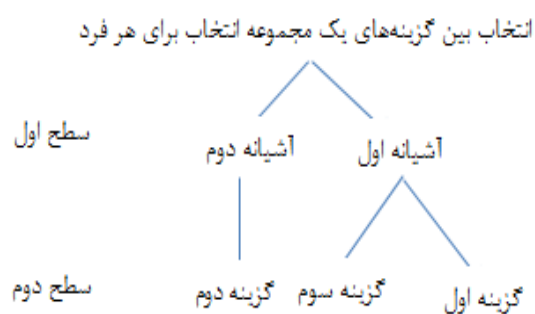 انتخاب بین گزینه‌های یک مجموعه انتخاب برای هر فرد
سطح اول
آشیانه اول
آشیانه دوم
سطح دوم
گزینه اول
گزینه سوم
گزینه دوم